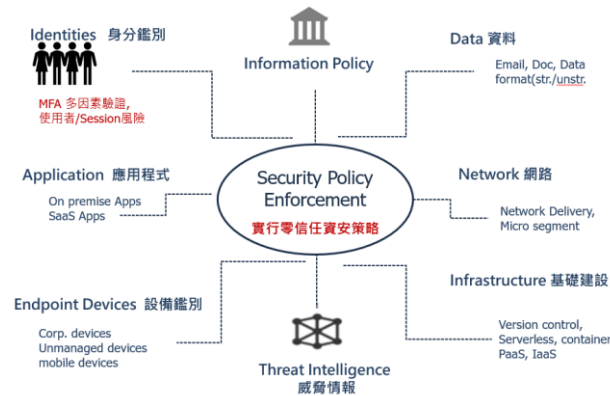 Identities 身分鑑別
MFA 多因素驗證,
使用者/Session風險
Information Policy
Data 資料
Email, Doc, Data
format(str./unstr.
Application 應用程式
On premise Apps
SaaS Apps
Security Policy
Enforcement
實行零信任資安策略
Network 網路
Network Delivery,
Micro segment
Endpoint Devices 設備鑑別
Corp. devices
Unmanaged devices
mobile devices
Threat Intelligence
威脅情報
Infrastructure 基礎建設
Version control,
Serverless, container
PaaS, IaaS